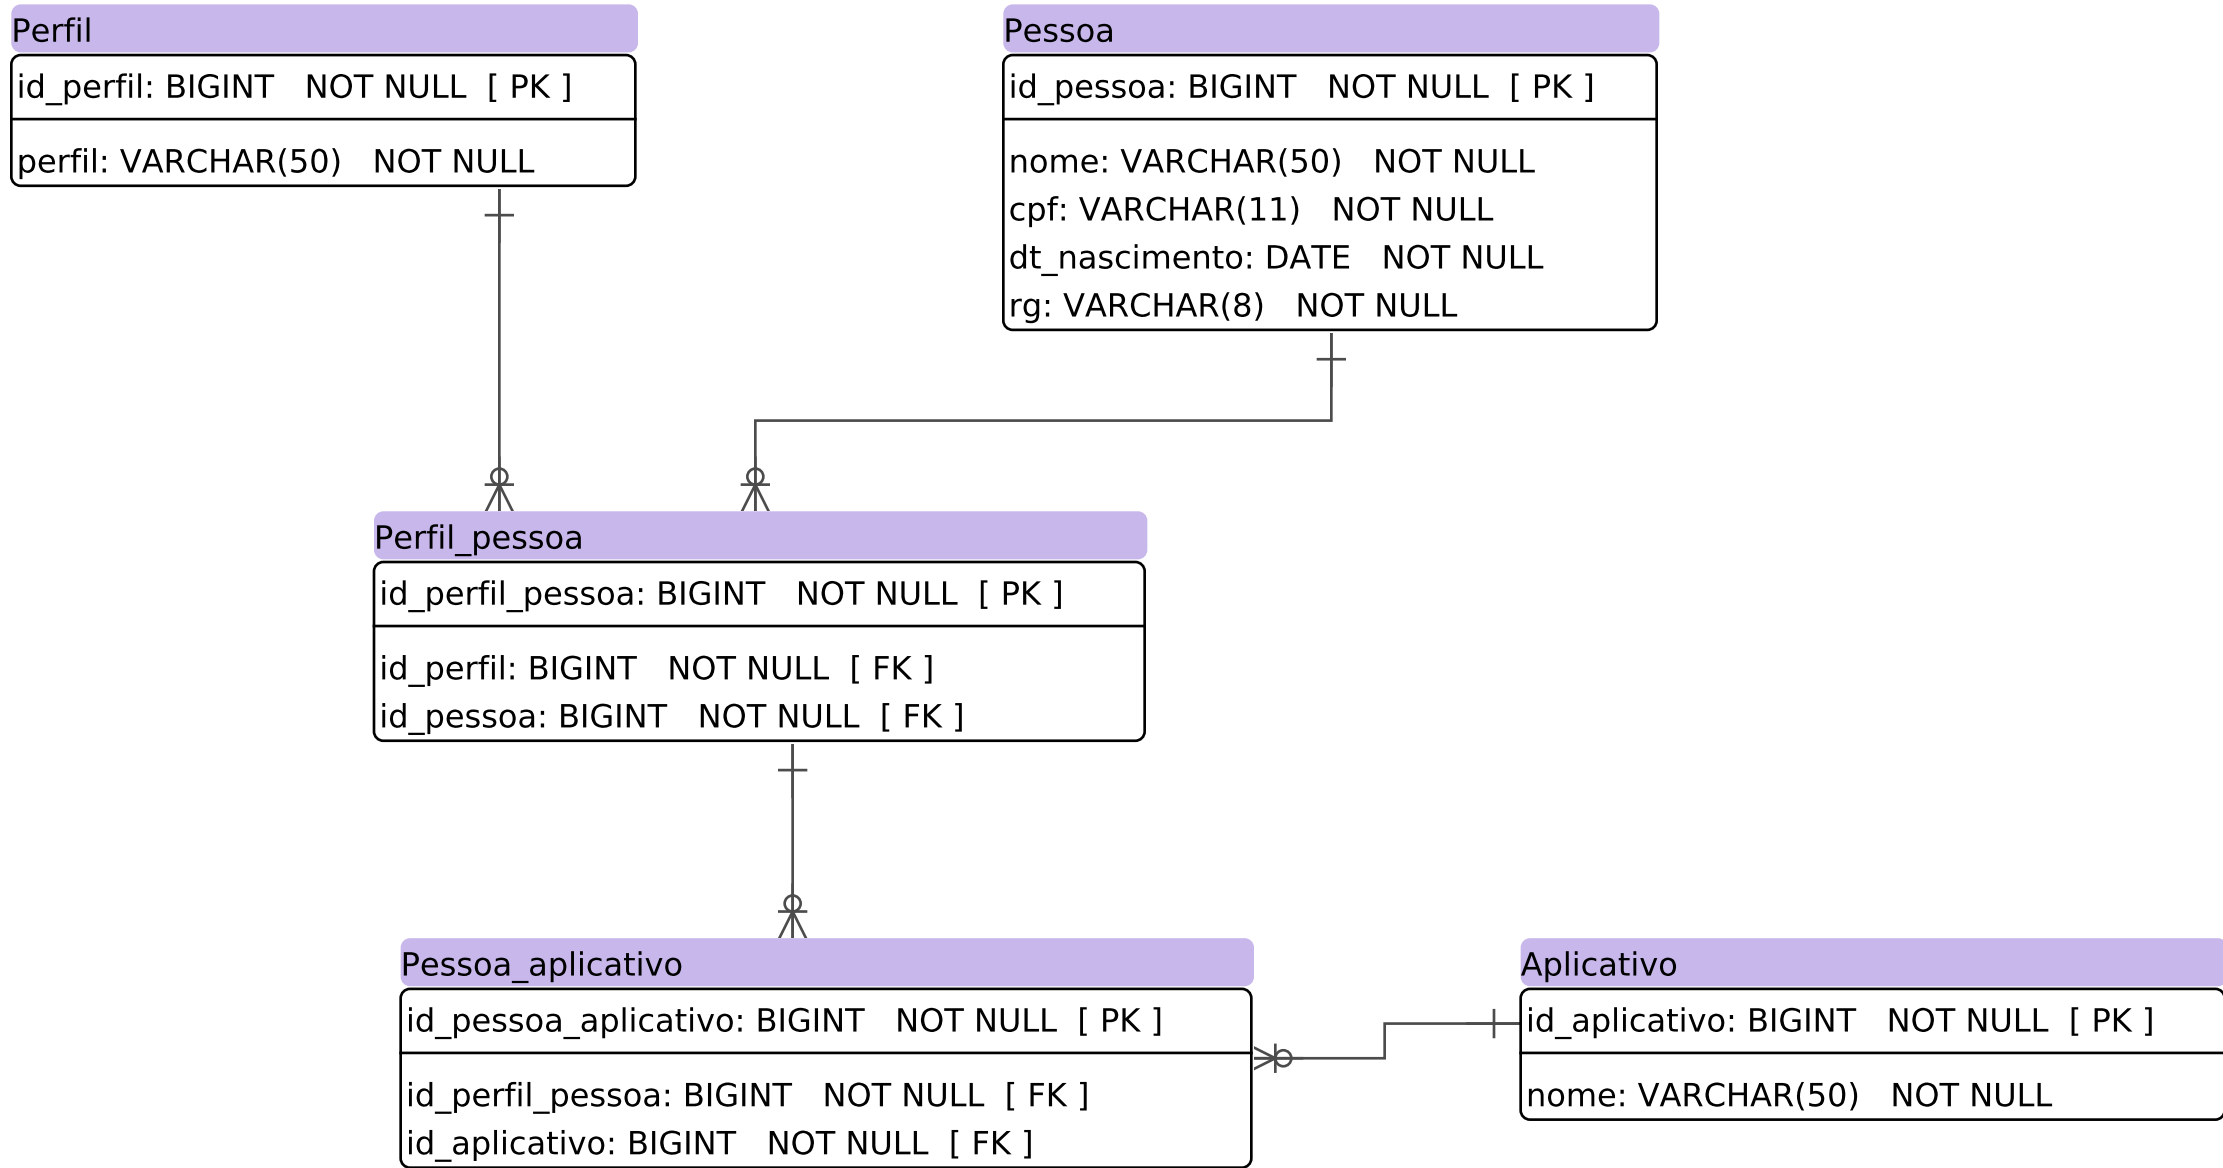 Perfil
id_perfil: BIGINT   NOT NULL  [ PK ]
perfil: VARCHAR(50)   NOT NULL
Pessoa
id_pessoa: BIGINT   NOT NULL  [ PK ]
nome: VARCHAR(50)   NOT NULL
cpf: VARCHAR(11)   NOT NULL
dt_nascimento: DATE   NOT NULL
rg: VARCHAR(8)   NOT NULL
Perfil_pessoa
id_perfil_pessoa: BIGINT   NOT NULL  [ PK ]
id_perfil: BIGINT   NOT NULL  [ FK ]
id_pessoa: BIGINT   NOT NULL  [ FK ]
Pessoa_aplicativo
id_pessoa_aplicativo: BIGINT   NOT NULL  [ PK ]
id_perfil_pessoa: BIGINT   NOT NULL  [ FK ]
id_aplicativo: BIGINT   NOT NULL  [ FK ]
Aplicativo
id_aplicativo: BIGINT   NOT NULL  [ PK ]
nome: VARCHAR(50)   NOT NULL